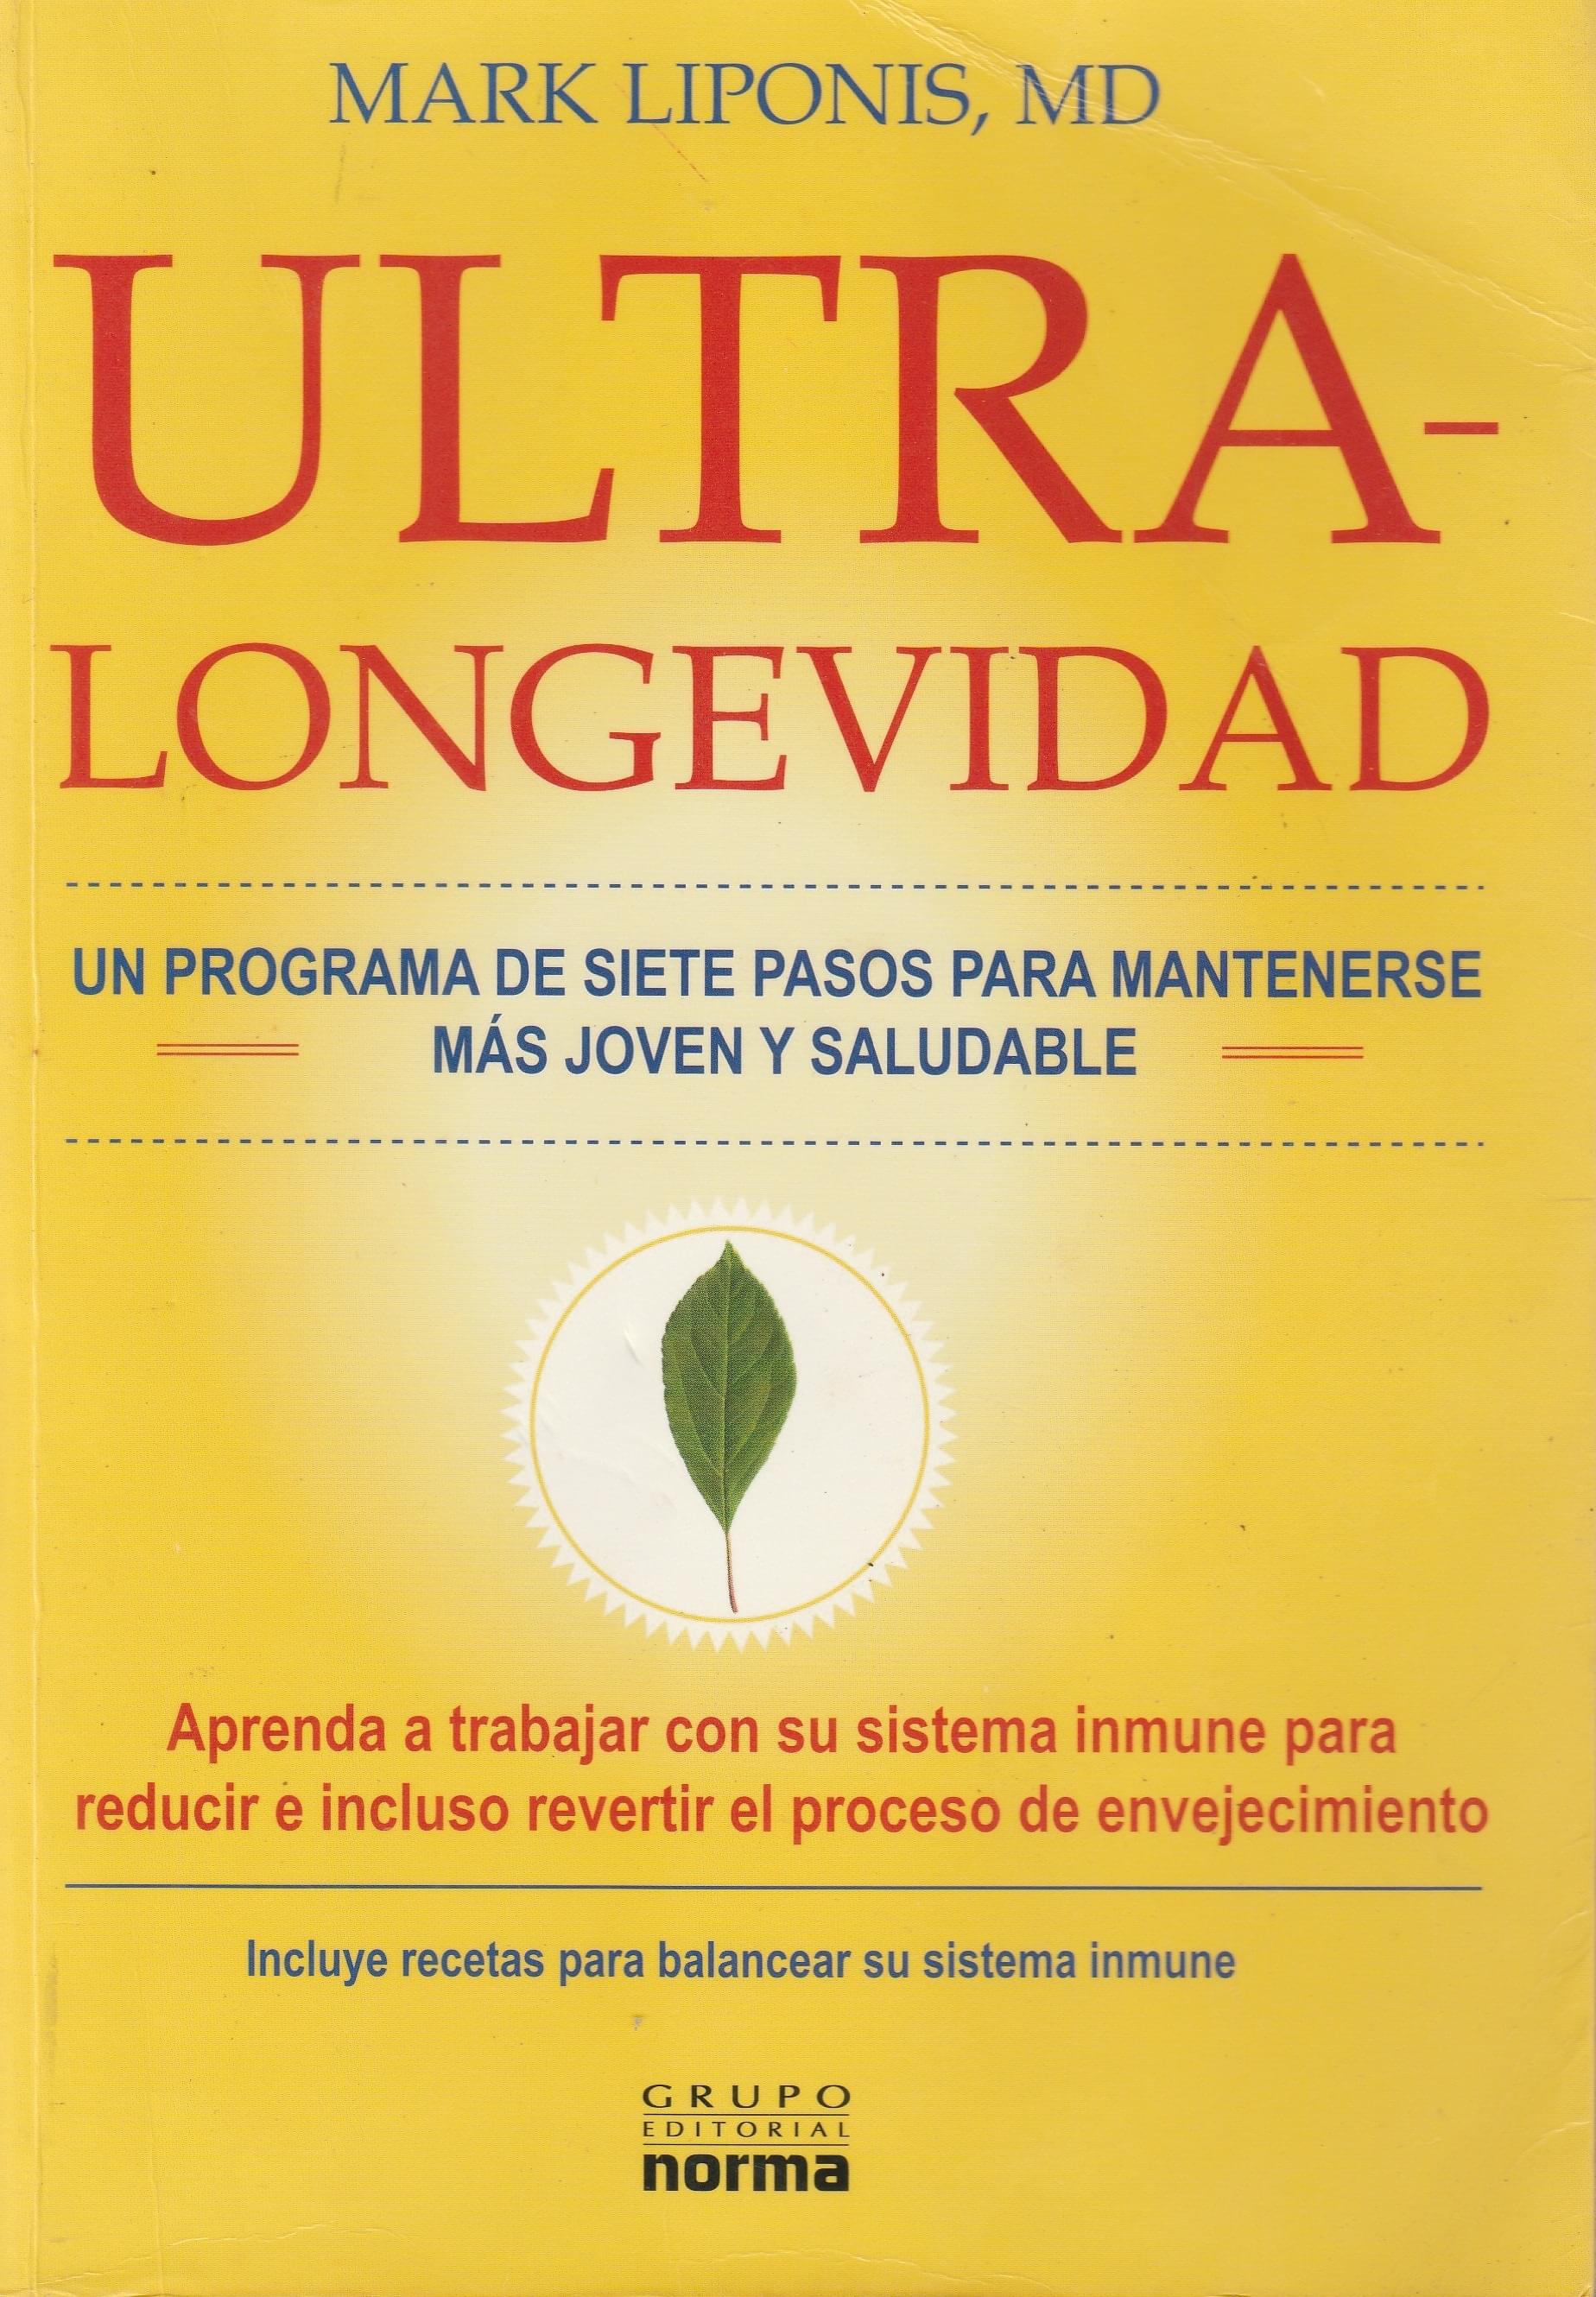 MARK LIPONIS, MD
ULTRA-
LONGEVIDAD
UN PROGRAMA DE SIETE PASOS PARA MANTENERSE
MÁS JOVEN Y SALUDABLE
Aprenda a trabajar con su sistema inmune para
reducir e incluso revertir el proceso de envejecimiento
Incluye recetas para balancear su sistema inmune
GRUPO
EDITORIAL
norma